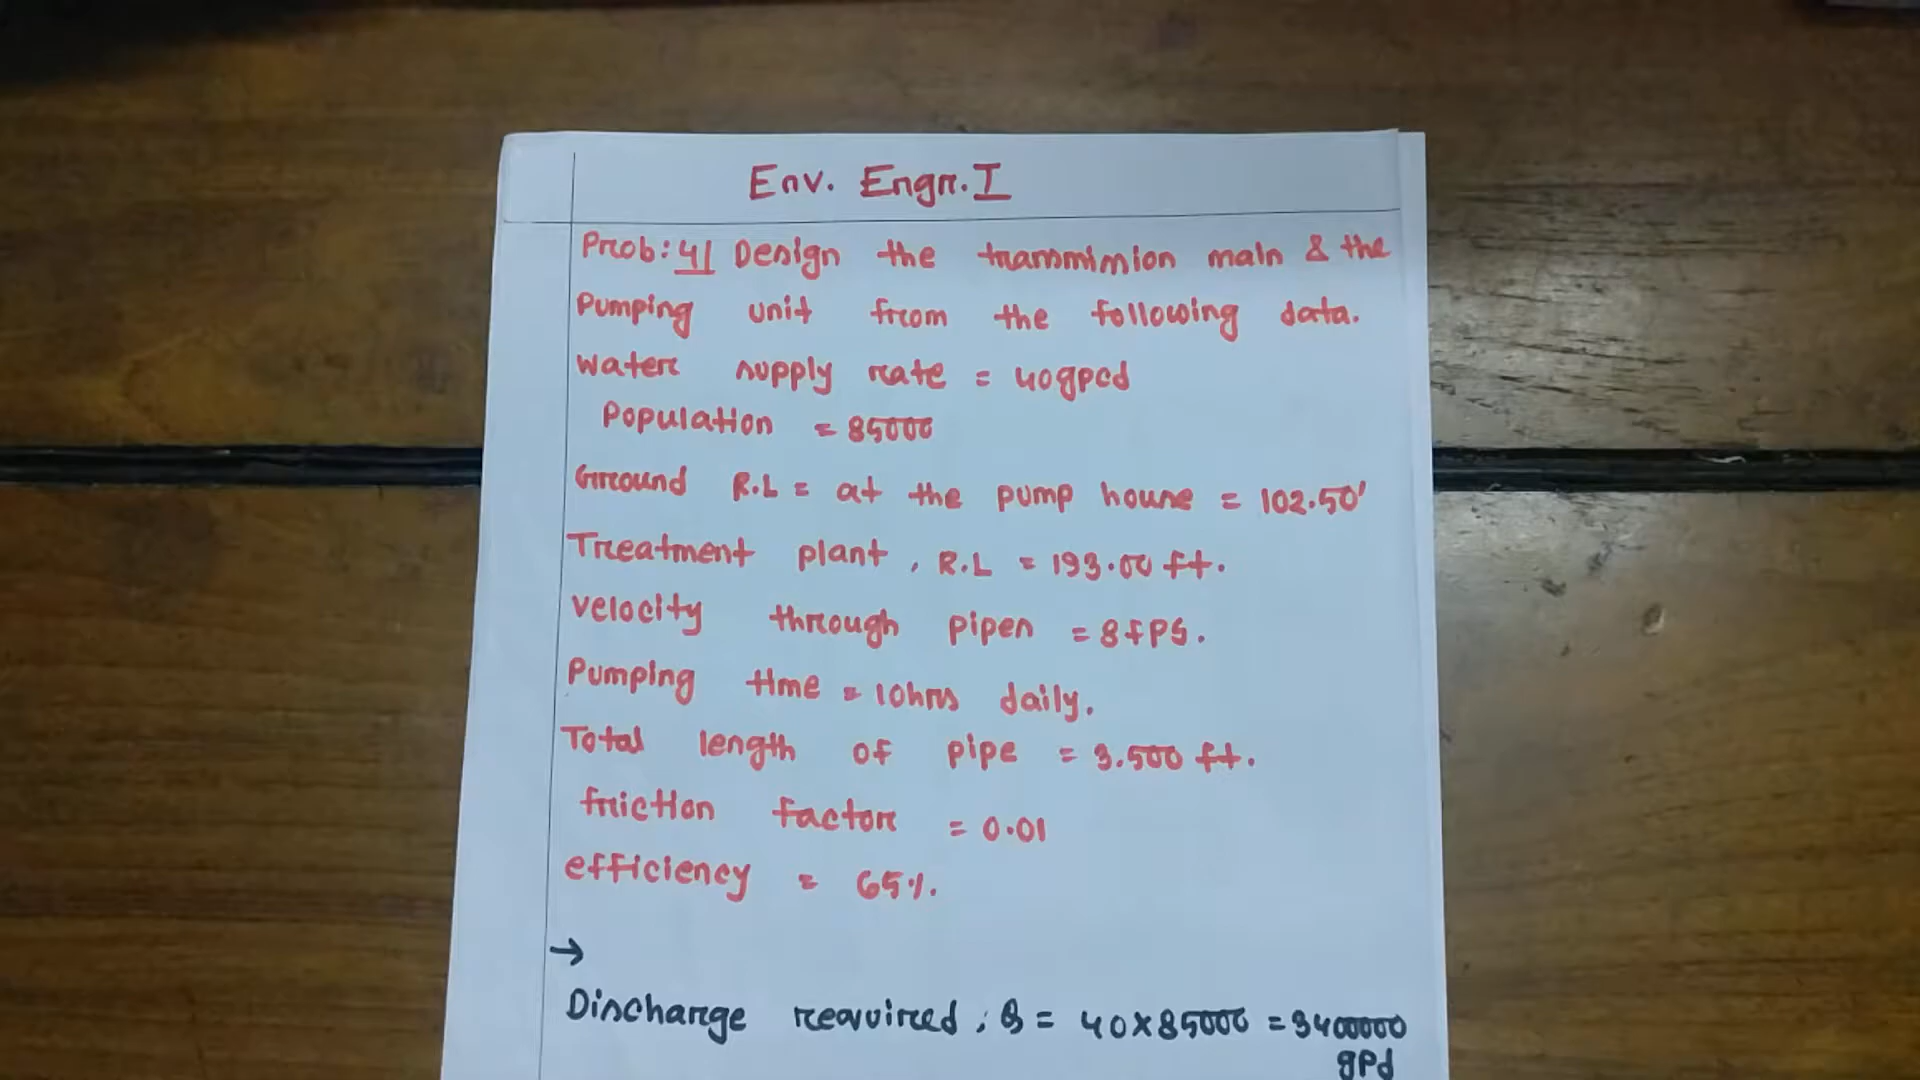 Env. Engr. I
Prob: 41 Design the transmission main & the
Pumping unit from the following data.
Water supply rate = 40gpcd
Population = 85000
Ground R.L = at the pump house = 102.50'
Treatment plant, R.L = 193.00 ft.
Velocity through pipes = 8fPS.
Pumping time = 10hrs daily.
Total length of pipe = 3.500 ft.
friction factor = 0.01
efficiency = 65%.
→
Discharge required; Q = 40×85000 = 3400000
gpd